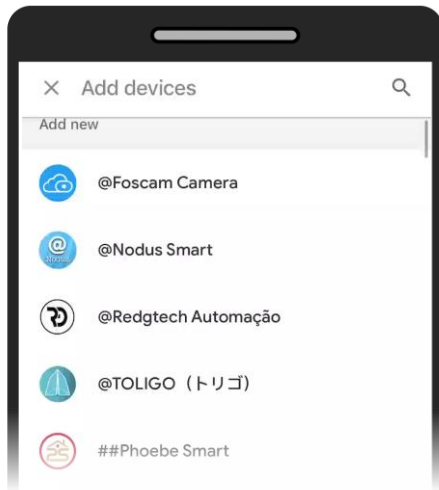 Add devices
Add new
@Foscam Camera
@Nodus Smart
@Redgtech Automação
@TOLIGO（トリゴ）
##Phoebe Smart